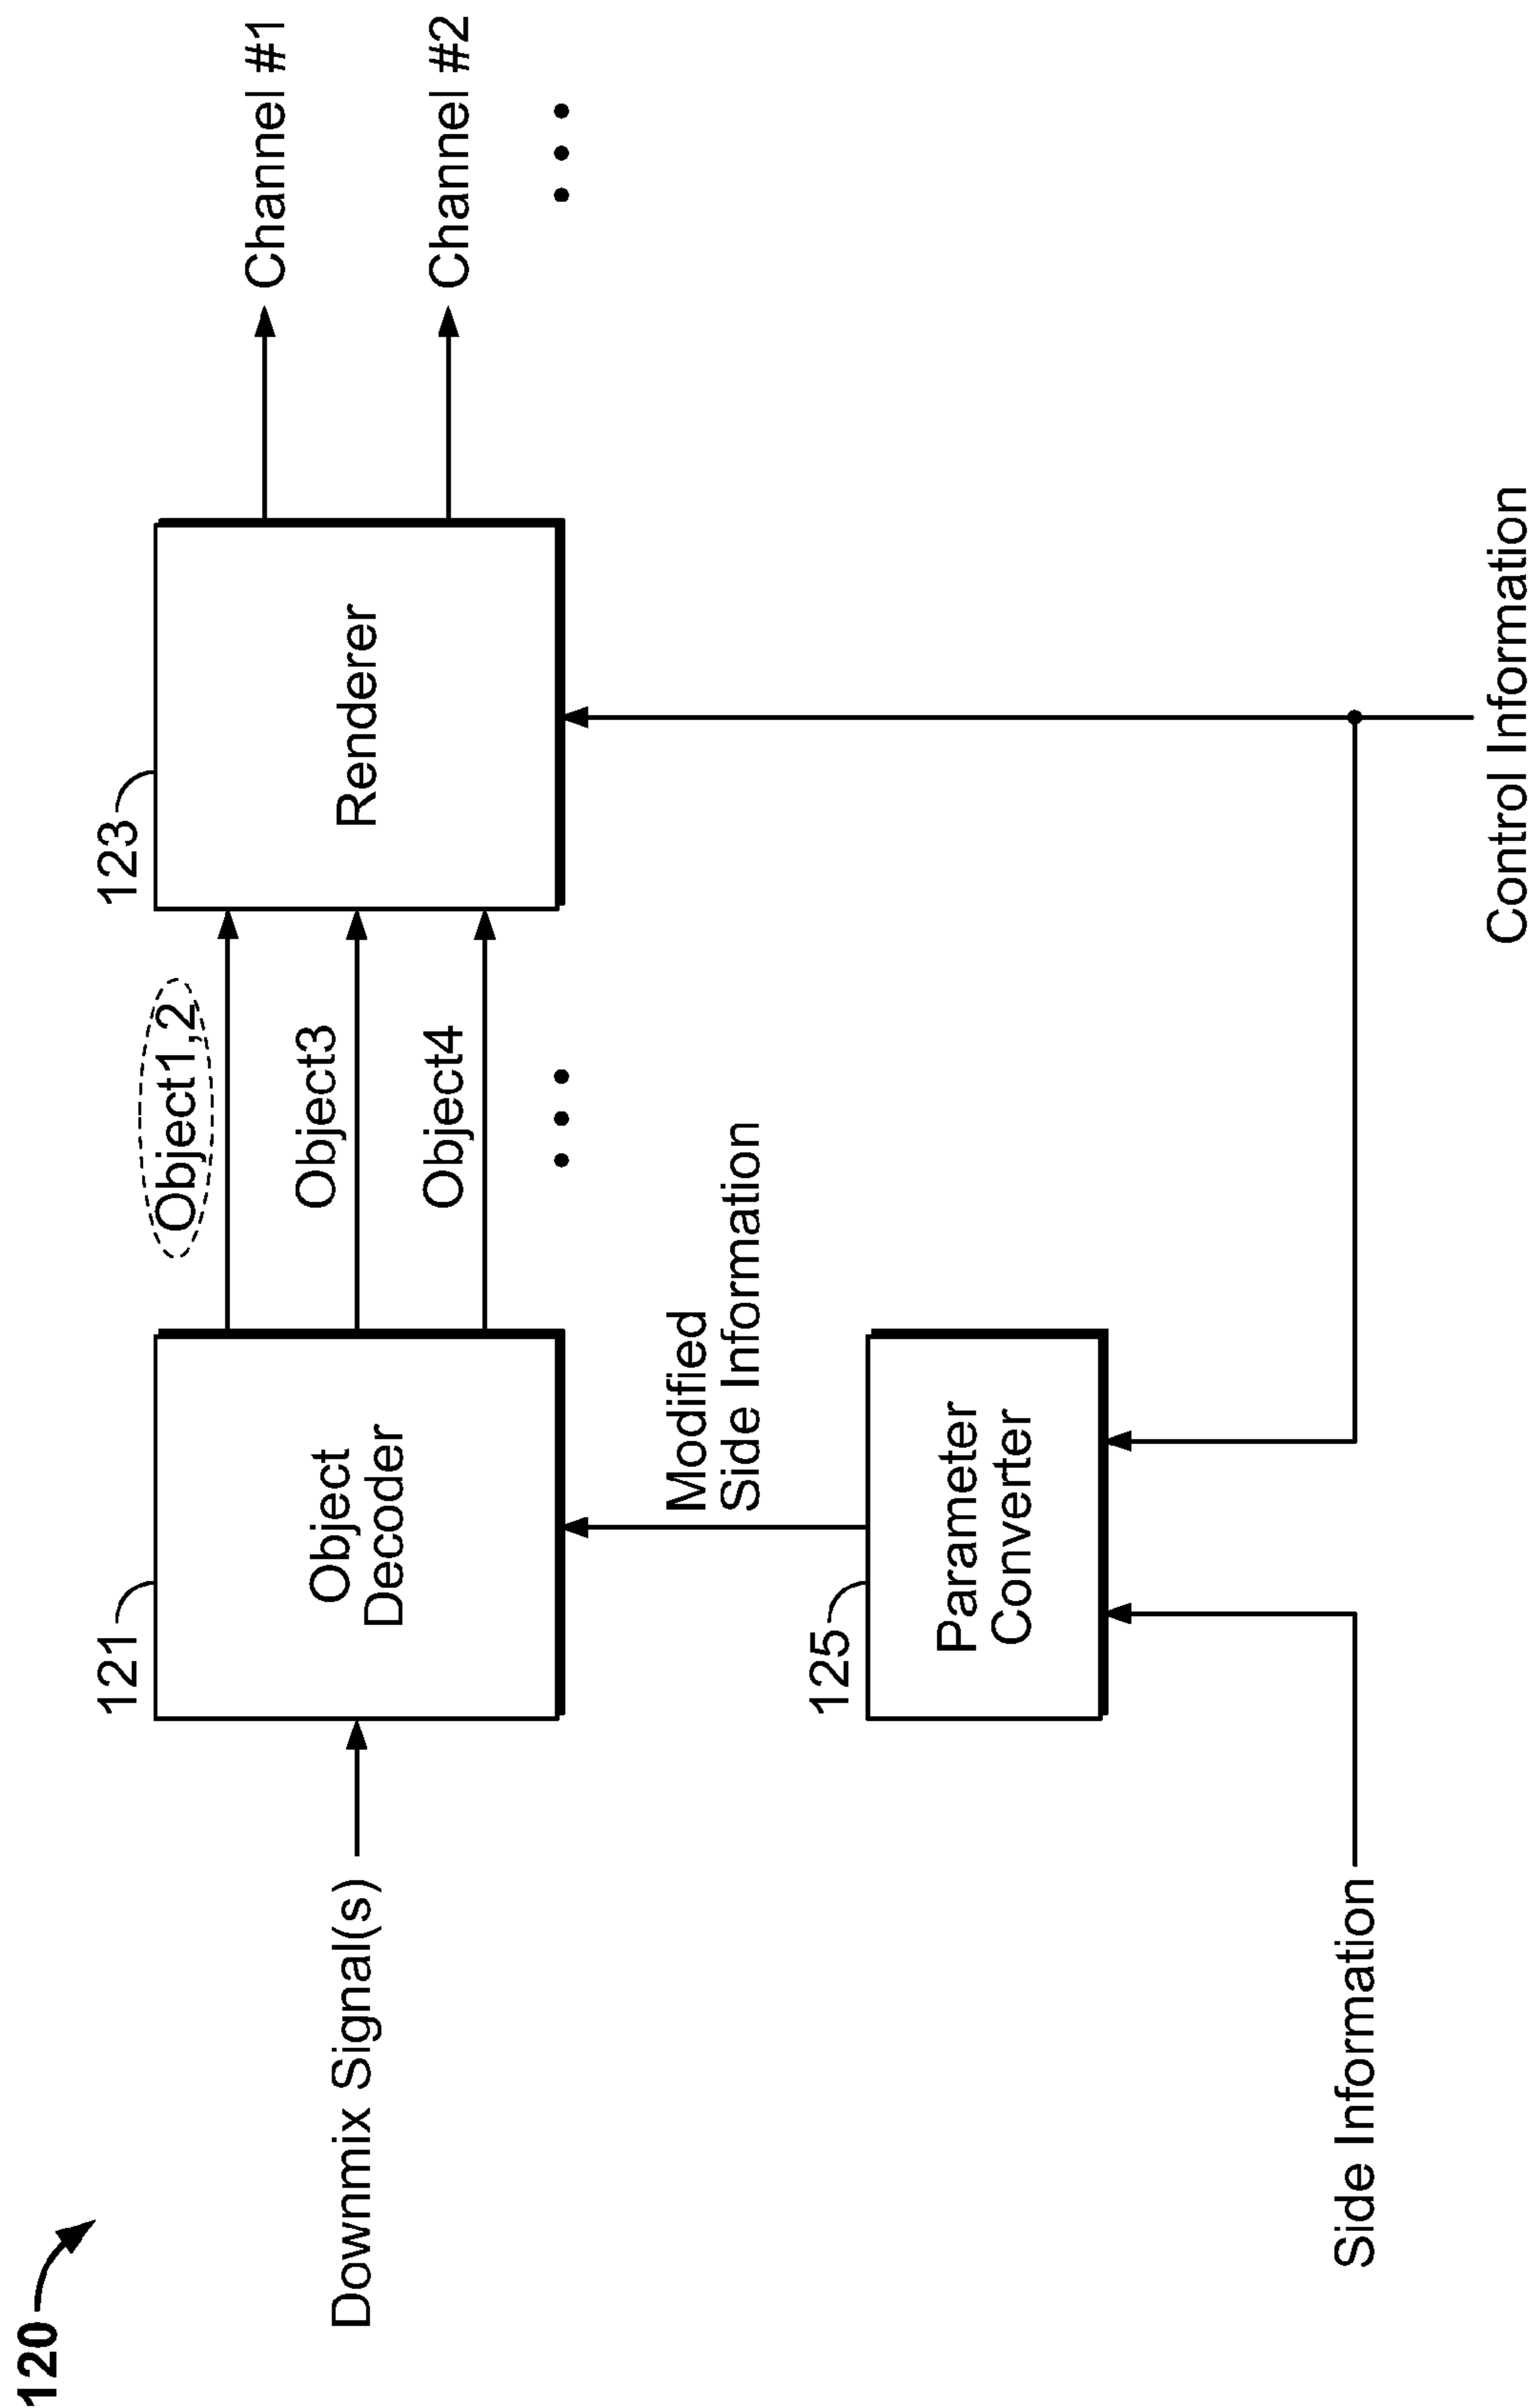 120
121
123
Object1,2
Channel #1
Downmix Signal(s)
Object
Decoder
Object3
Renderer
Object4
Channel #2
Modified
Side Information
125
Parameter
Converter
Side Information
Control Information